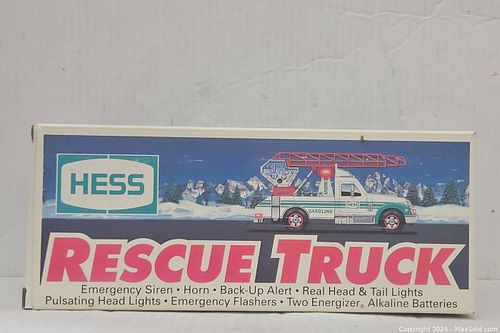 HESS
GASOLINE
RESCUE TRUCK
Emergency Siren • Horn • Back-Up Alert • Real Head & Tail Lights
Pulsating Head Lights • Emergency Flashers • Two Energizer® Alkaline Batteries
Copyright 2024 - MaxSold.com